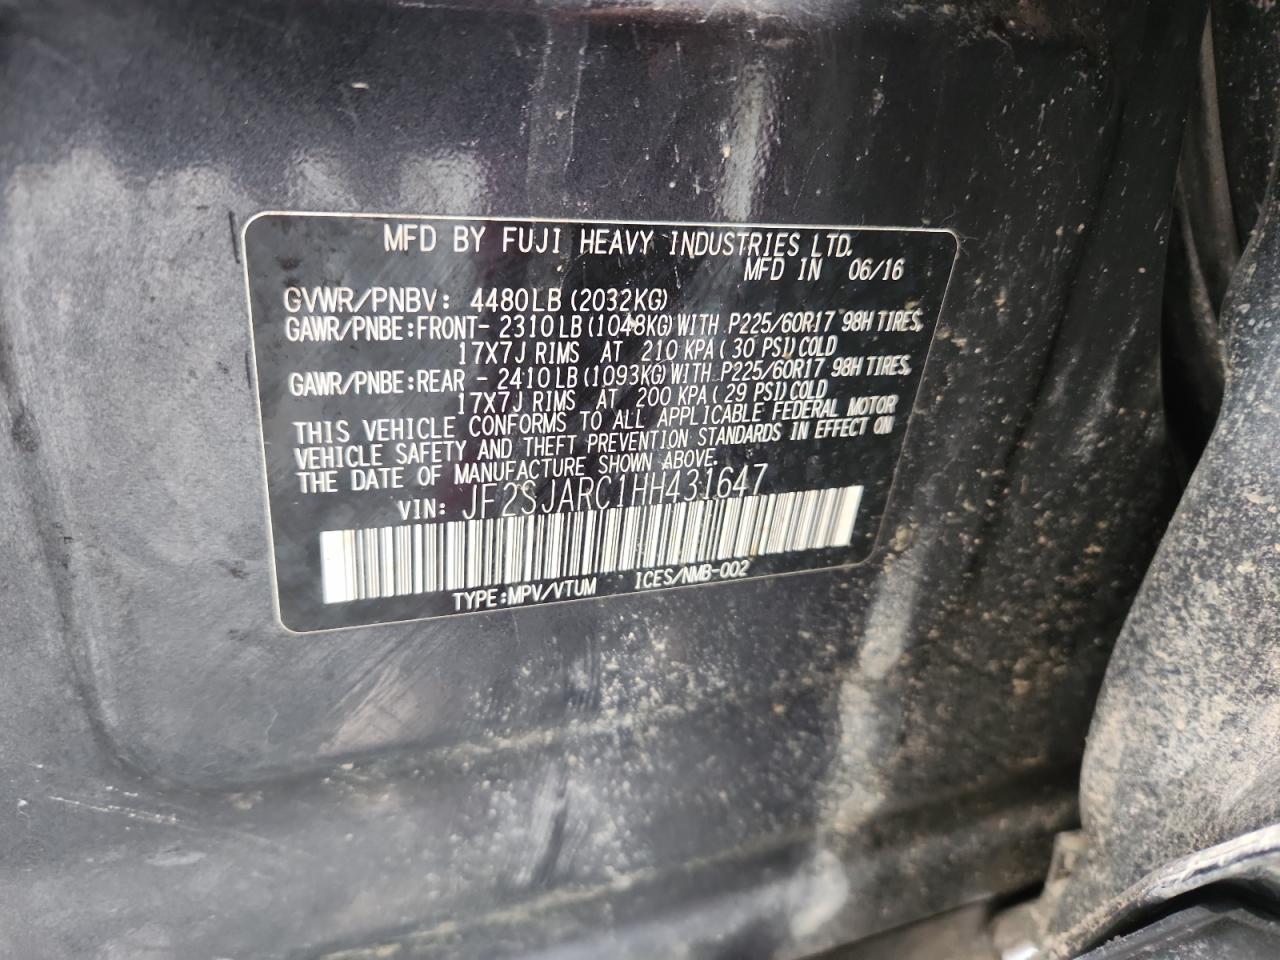 MFD BY FUJI HEAVY INDUSTRIES LTD.
MFD IN 06/16
GVWR/PNBV: 4480LB (2032KG)
GAWR/PNBE:FRONT- 2310LB (1048KG) WITH P225/60R17 98H TIRES,
17X7J RIMS AT 210 KPA ( 30 PSI) COLD
GAWR/PNBE:REAR - 2410LB (1093KG) WITH P225/60R17 98H TIRES,
17X7J RIMS AT 200 KPA ( 29 PSI) COLD
THIS VEHICLE CONFORMS TO ALL APPLICABLE FEDERAL MOTOR
VEHICLE SAFETY AND THEFT PREVENTION STANDARDS IN EFFECT ON
THE DATE OF MANUFACTURE SHOWN ABOVE.
VIN: JF2SJARC1HH431647
TYPE:MPV/VTUM ICES/NMB-002